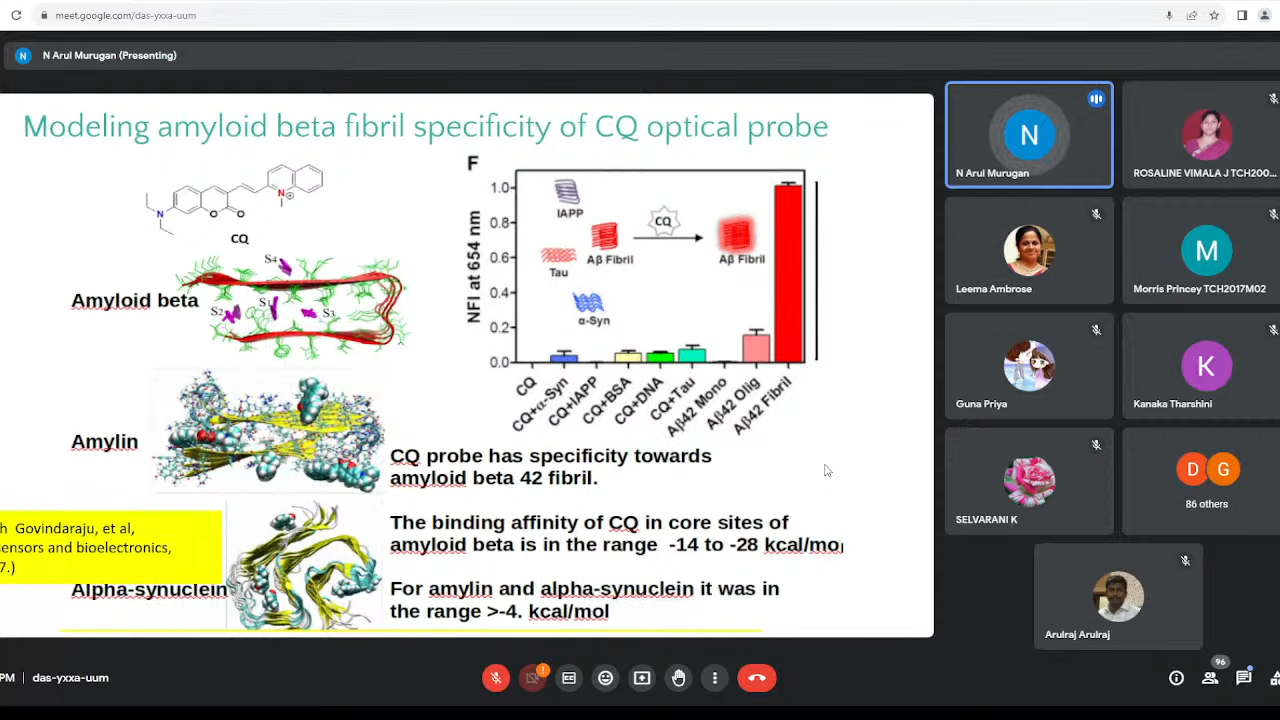 meet.google.com/das-yxxa-uum
N
N Arul Murugan (Presenting)
Modeling amyloid beta fibril specificity of CQ optical probe
N
O
O
N
⊕
CQ
Amyloid beta
S4
S1
S2
S3
Amylin
h Govindaraju, et al,
ensors and bioelectronics,
7.)
Alpha-synuclein
F
NFI at 654 nm
1.0
0.8
0.6
0.4
0.2
0.0
IAPP
Tau
Aβ Fibril
α-Syn
CQ
Aβ Fibril
CQ
CQ+α-Syn
CQ+IAPP
CQ+BSA
CQ+DNA
CQ+Tau
Aβ42 Mono
Aβ42 Olig
Aβ42 Fibril
CQ probe has specificity towards
amyloid beta 42 fibril.
The binding affinity of CQ in core sites of
amyloid beta is in the range -14 to -28 kcal/mo
For amylin and alpha-synuclein it was in
the range >-4. kcal/mol
N
N Arul Murugan
ROSALINE VIMALA J TCH200...
Leema Ambrose
M
Morris Princey TCH2017M02
Guna Priya
K
Kanaka Tharshini
SELVARANI K
D
G
86 others
Arulraj Arulraj
PM | das-yxxa-uum
96